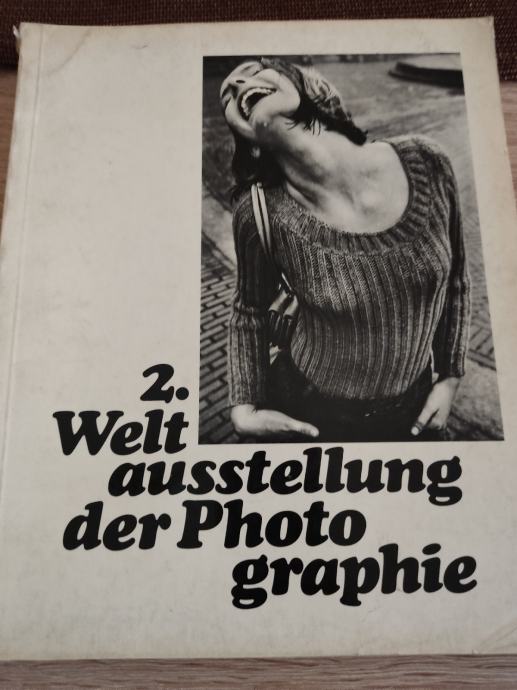 2.
Welt
ausstellung
der Photo
graphie